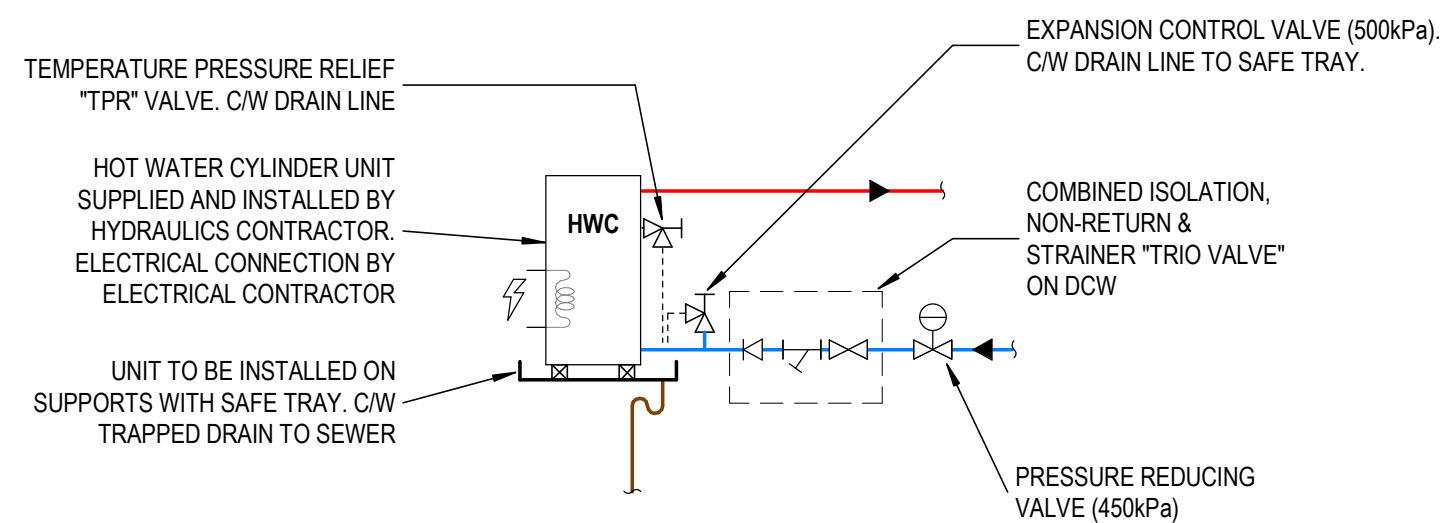 TEMPERATURE PRESSURE RELIEF
"TPR" VALVE. C/W DRAIN LINE
HOT WATER CYLINDER UNIT
SUPPLIED AND INSTALLED BY
HYDRAULICS CONTRACTOR.
ELECTRICAL CONNECTION BY
ELECTRICAL CONTRACTOR
UNIT TO BE INSTALLED ON
SUPPORTS WITH SAFE TRAY. C/W
TRAPPED DRAIN TO SEWER
HWC
EXPANSION CONTROL VALVE (500kPa).
C/W DRAIN LINE TO SAFE TRAY.
COMBINED ISOLATION,
NON-RETURN &
STRAINER "TRIO VALVE"
ON DCW
PRESSURE REDUCING
VALVE (450kPa)